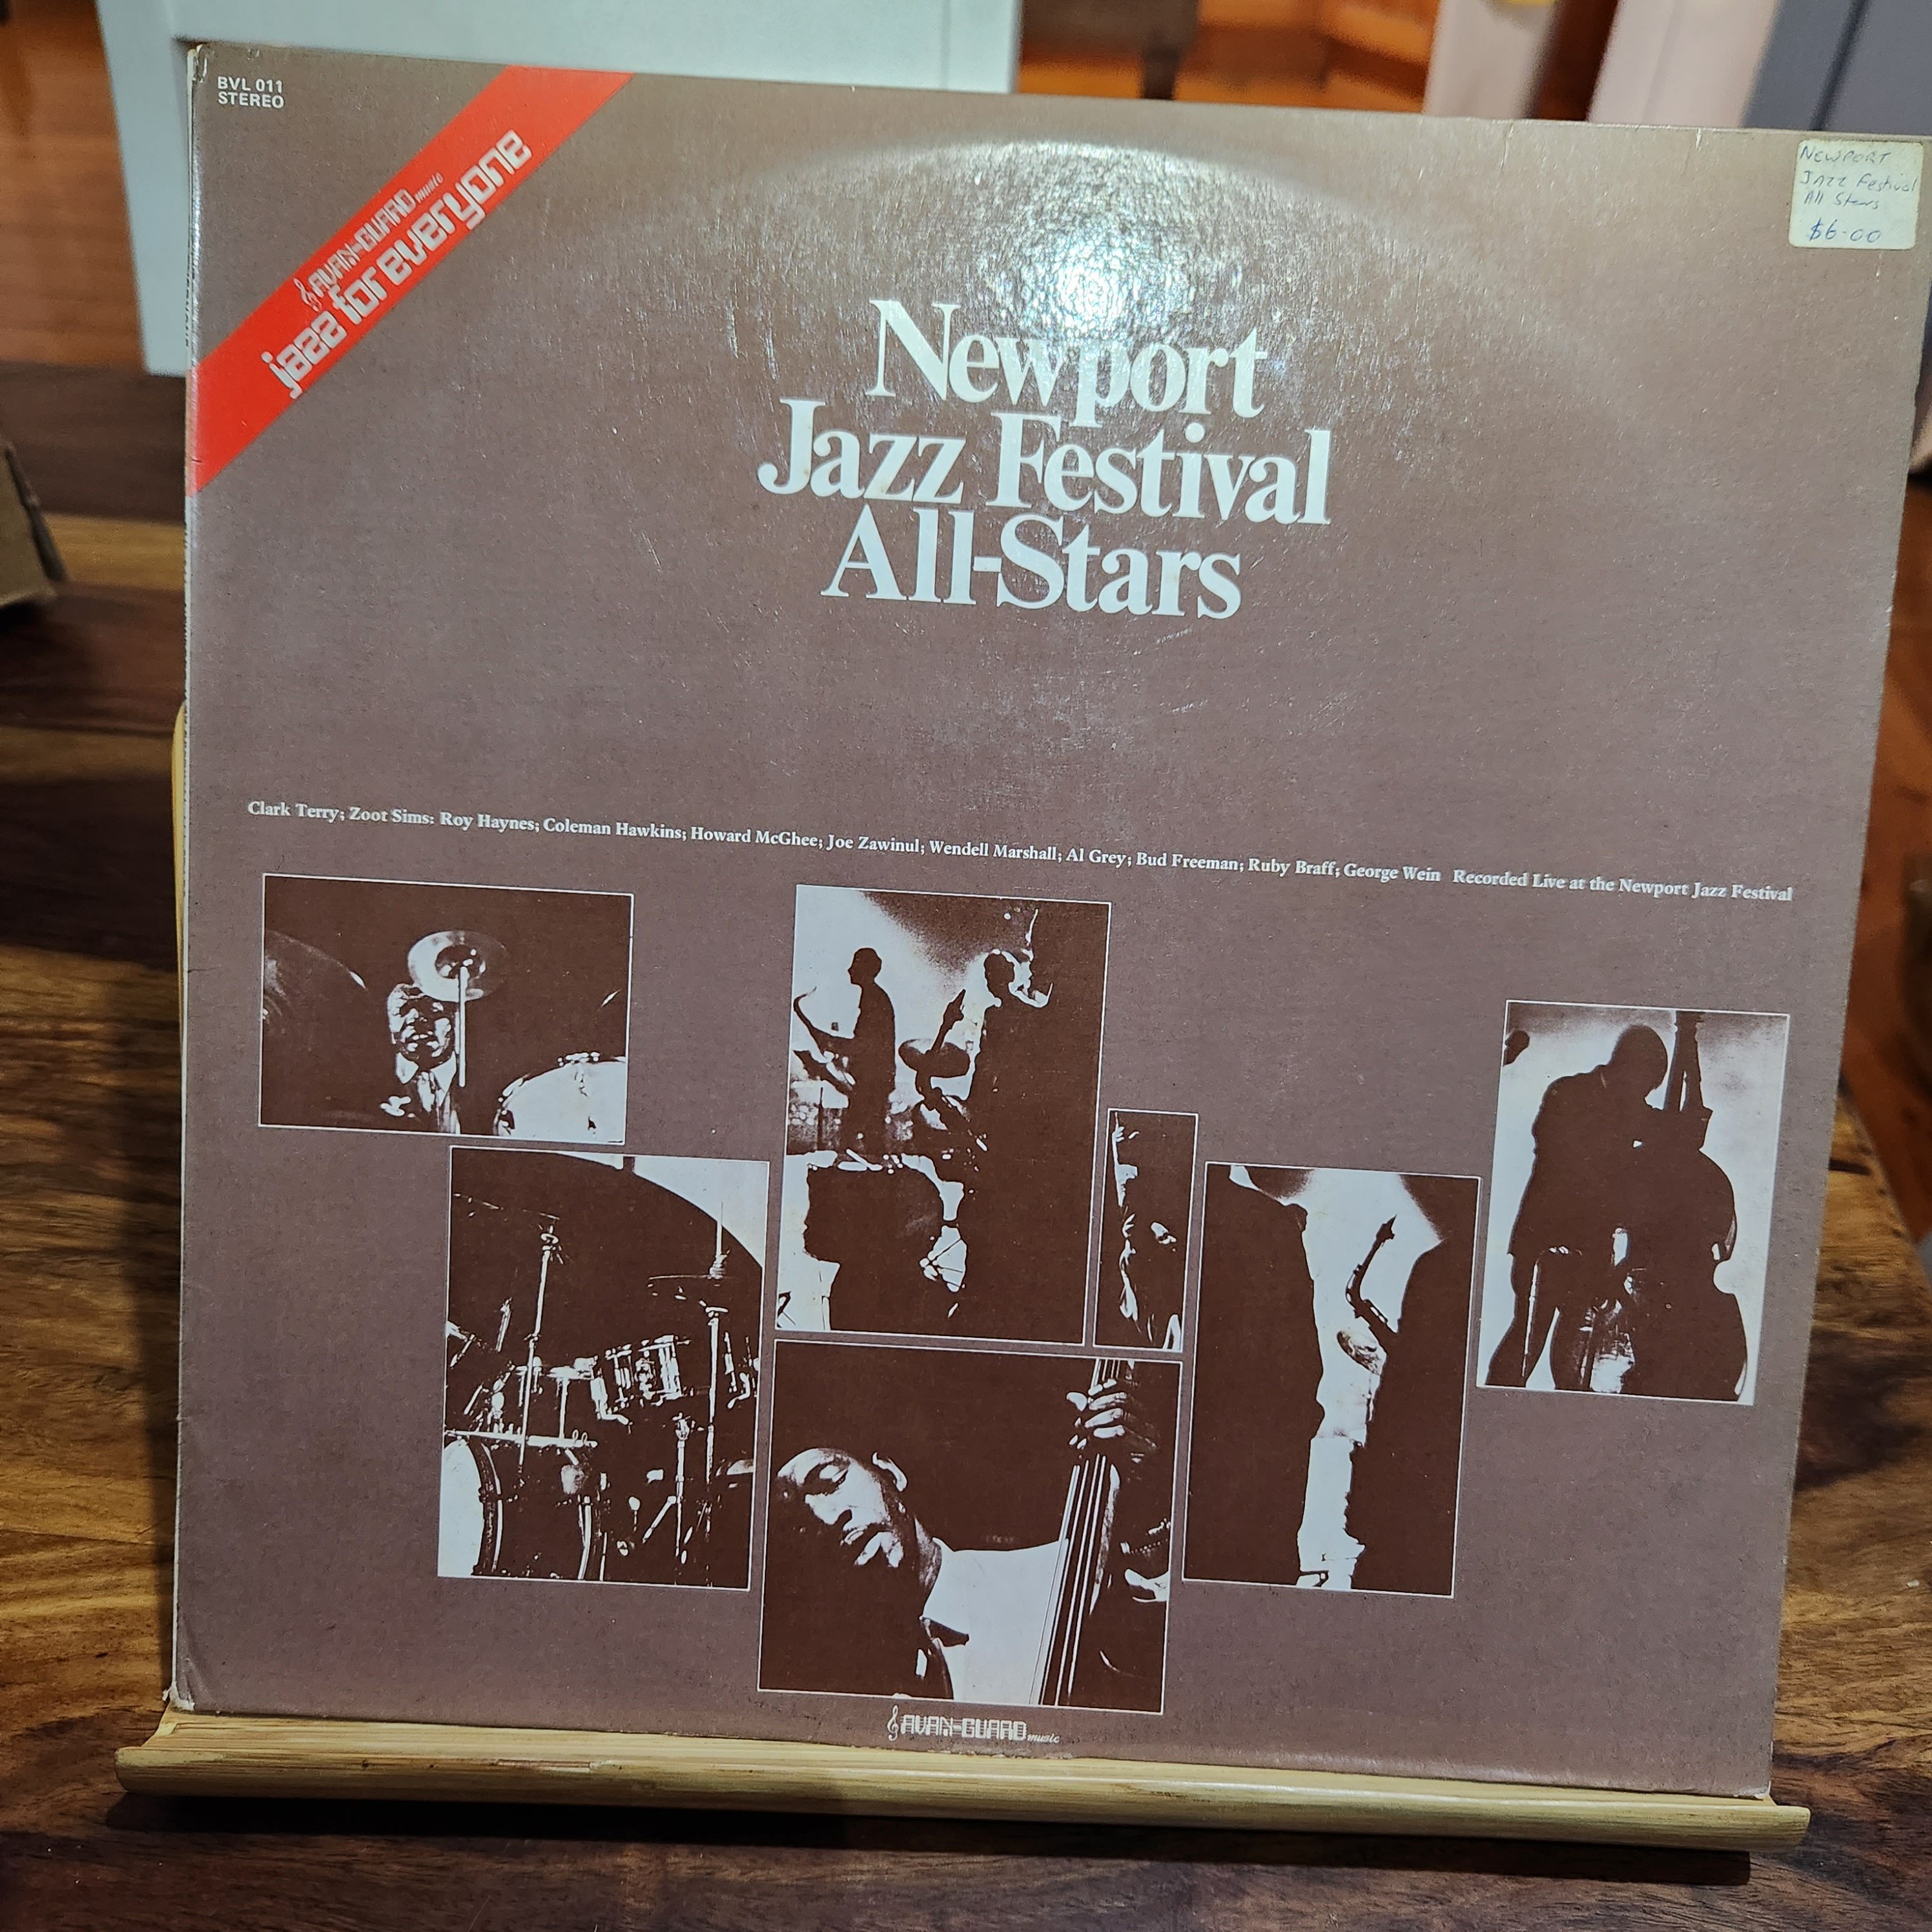 BVL 011
STEREO
AVAN-GUARD music
jazz for everyone
NEWPORT
JAZZ Festival
All Stars
$6-00
Newport
Jazz Festival
All-Stars
Clark Terry; Zoot Sims: Roy Haynes; Coleman Hawkins; Howard McGhee; Joe Zawinul; Wendell Marshall; Al Grey; Bud Freeman; Ruby Braff; George Wein Recorded Live at the Newport Jazz Festival
AVAN-GUARD music